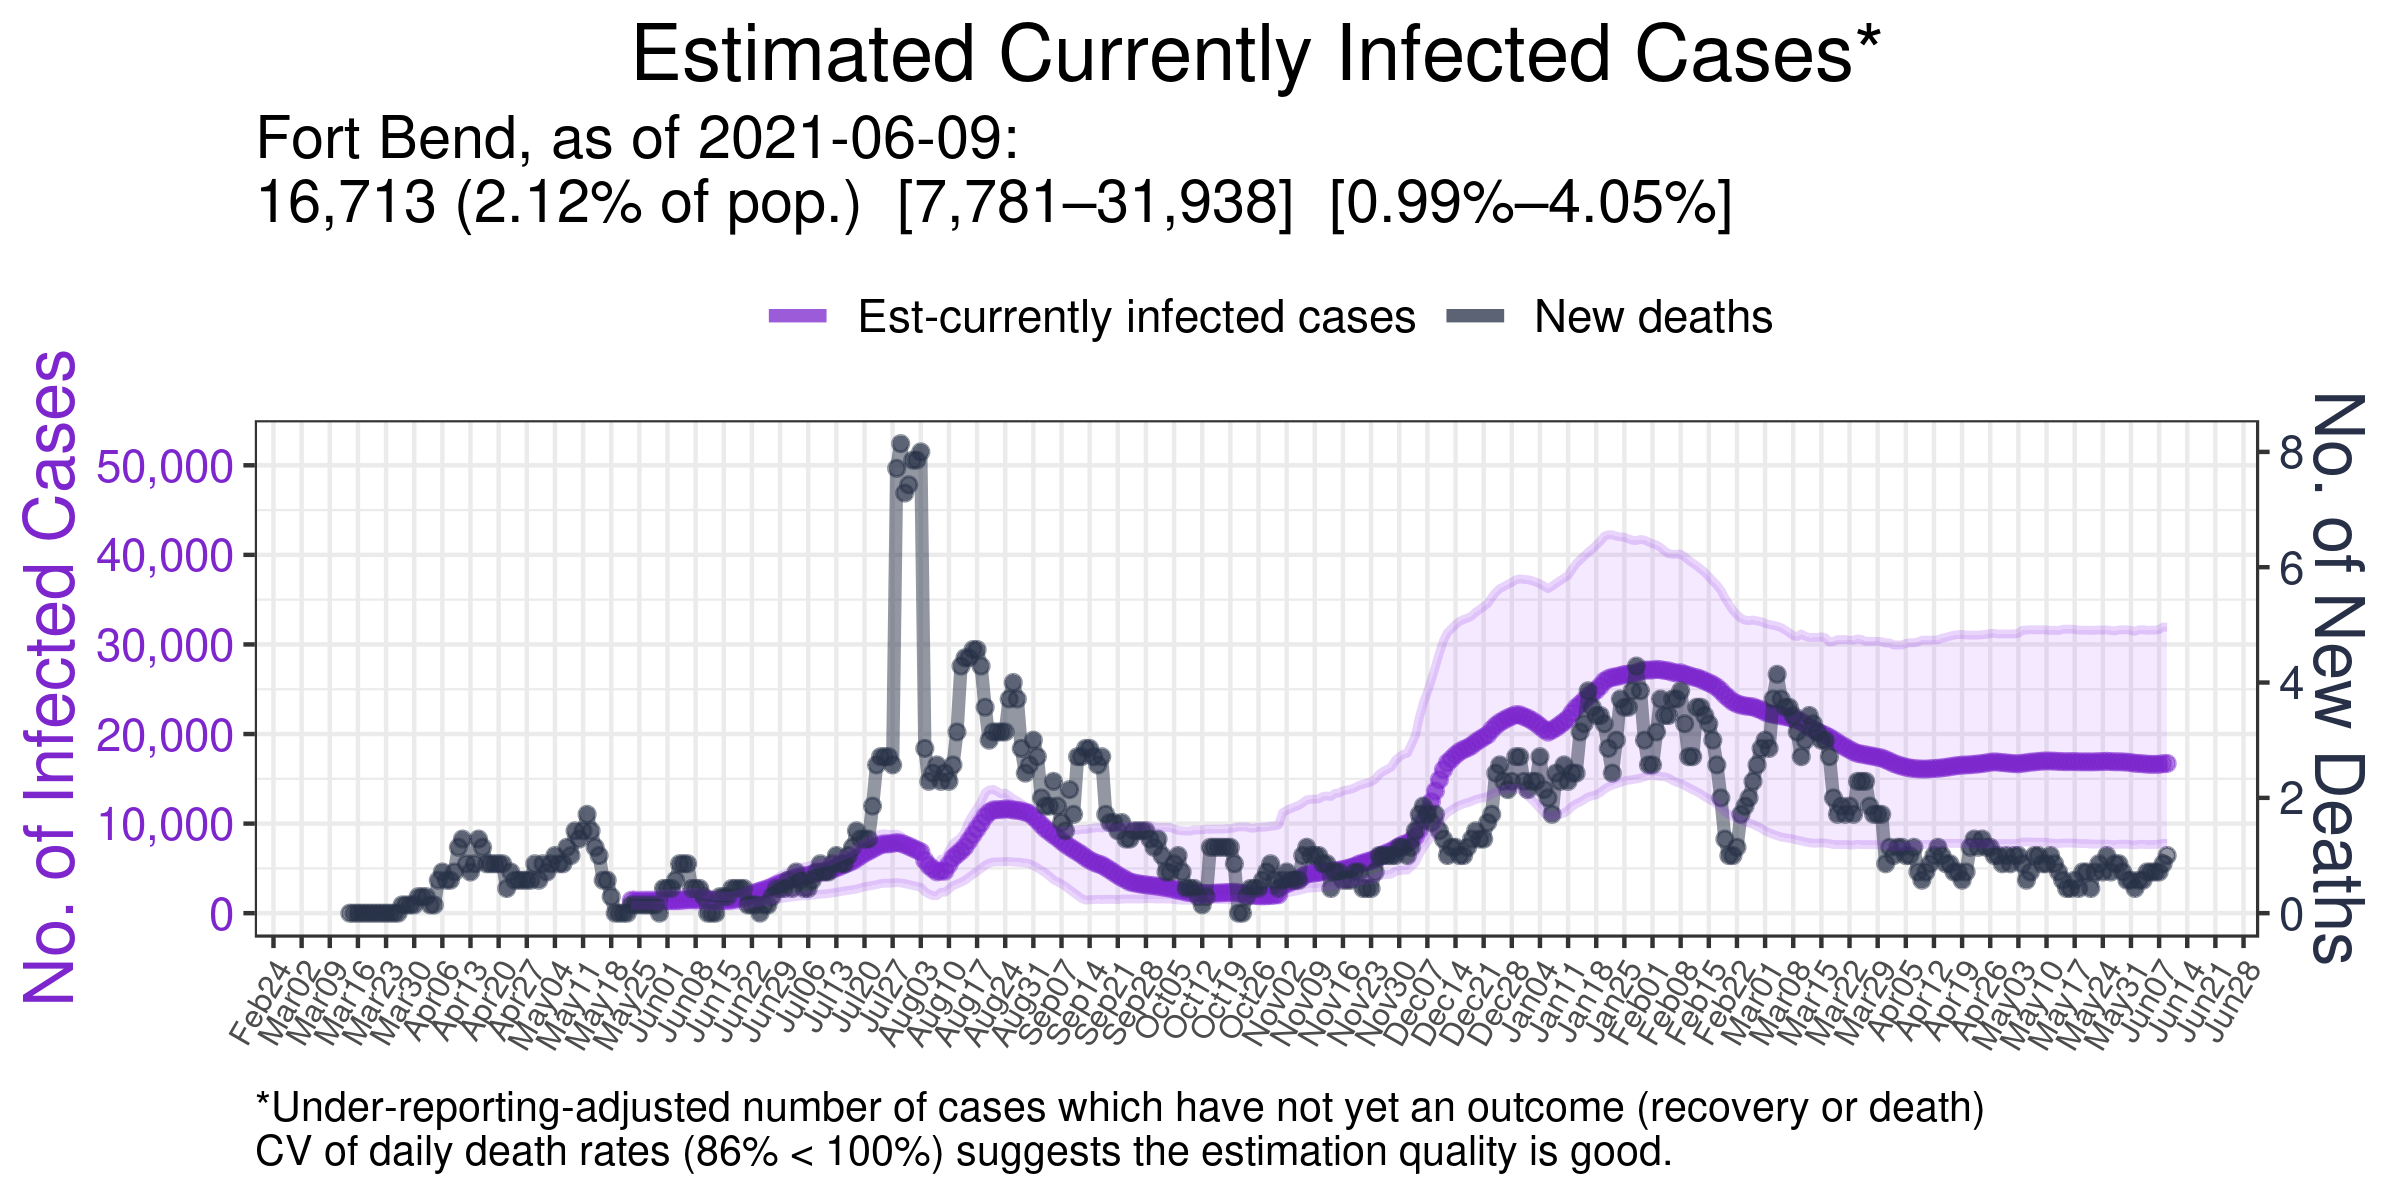 Estimated Currently Infected Cases*
Fort Bend, as of 2021-06-09:
16,713 (2.12% of pop.)  [7,781–31,938]  [0.99%–4.05%]
Est-currently infected cases
New deaths
No. of Infected Cases
50,000
40,000
30,000
20,000
10,000
0
8
6
4
2
0
No. of New Deaths
Feb24
Mar02
Mar09
Mar16
Mar23
Mar30
Apr06
Apr13
Apr20
Apr27
May04
May11
May18
May25
Jun01
Jun08
Jun15
Jun22
Jun29
Jul06
Jul13
Jul20
Jul27
Aug03
Aug10
Aug17
Aug24
Aug31
Sep07
Sep14
Sep21
Sep28
Oct05
Oct12
Oct19
Oct26
Nov02
Nov09
Nov16
Nov23
Nov30
Dec07
Dec14
Dec21
Dec28
Jan04
Jan11
Jan18
Jan25
Feb01
Feb08
Feb15
Feb22
Mar01
Mar08
Mar15
Mar22
Mar29
Apr05
Apr12
Apr19
Apr26
May03
May10
May17
May24
May31
Jun07
Jun14
Jun21
Jun28
*Under-reporting-adjusted number of cases which have not yet an outcome (recovery or death)
CV of daily death rates (86% < 100%) suggests the estimation quality is good.